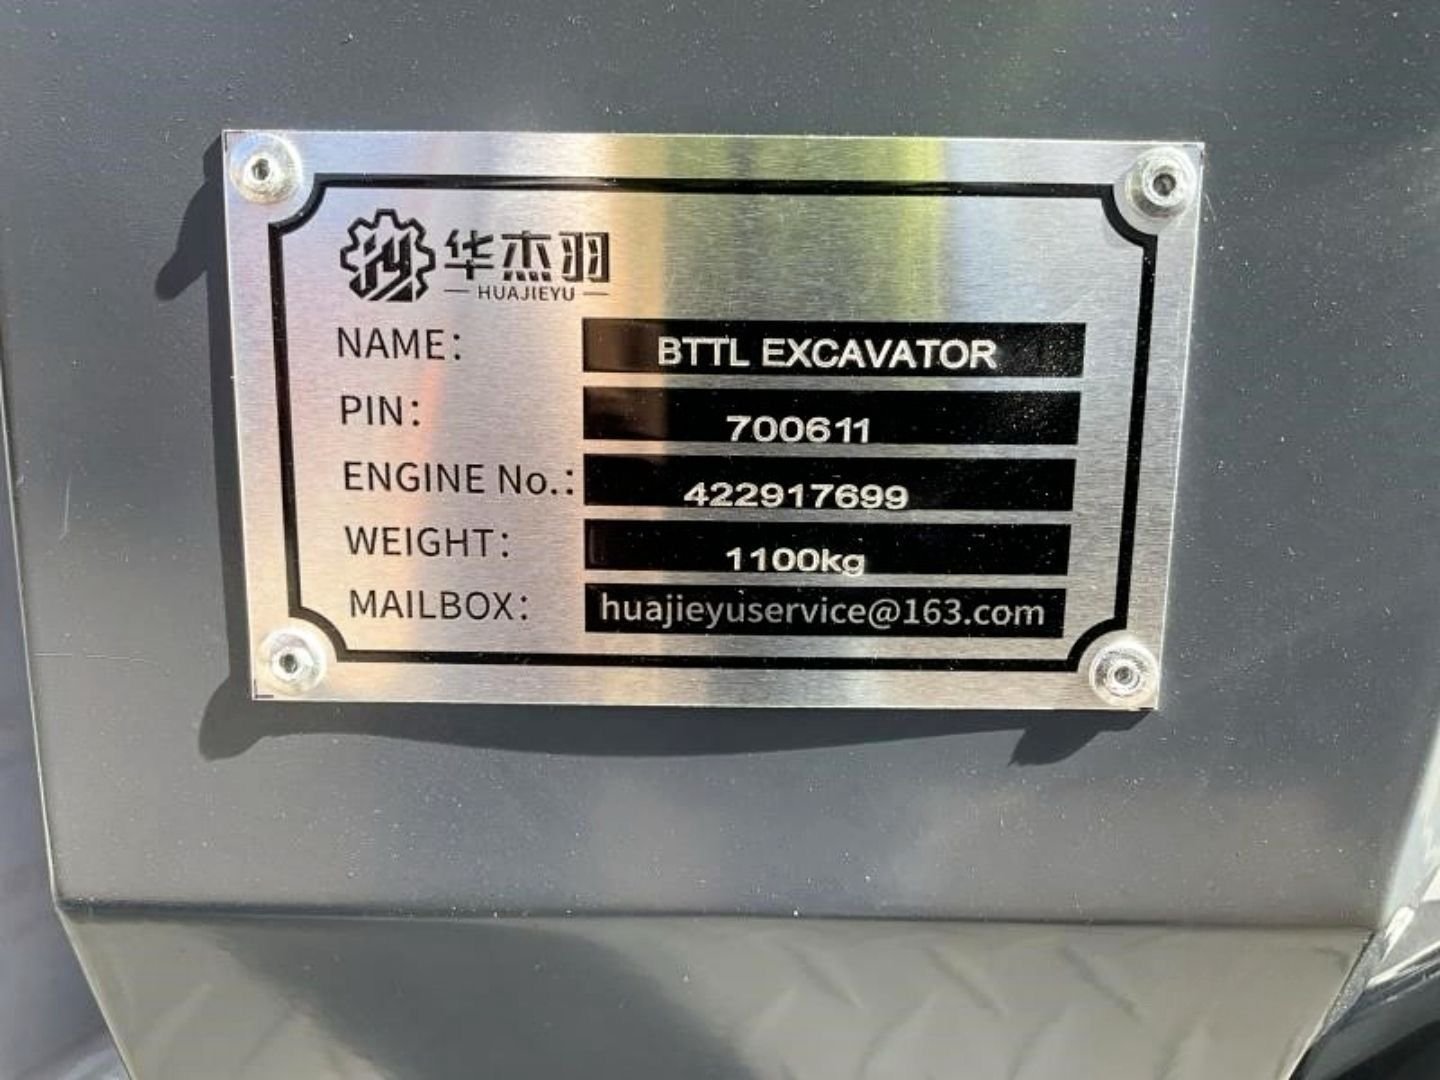 华杰羽
HUAJIEYU
NAME: BTTL EXCAVATOR
PIN: 700611
ENGINE No.: 422917699
WEIGHT: 1100kg
MAILBOX: huajieyuservice@163.com